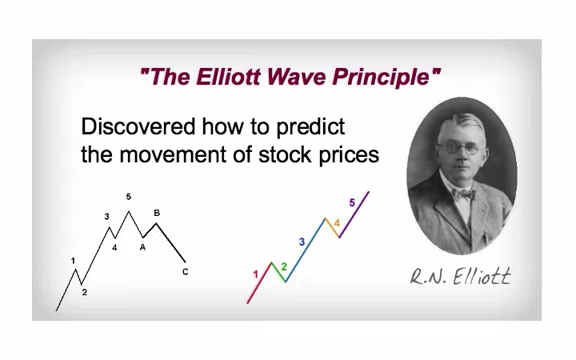 "The Elliott Wave Principle"
Discovered how to predict
the movement of stock prices
5
3
B
4
A
1
2
C
5
4
3
1
2
R.N. Elliott